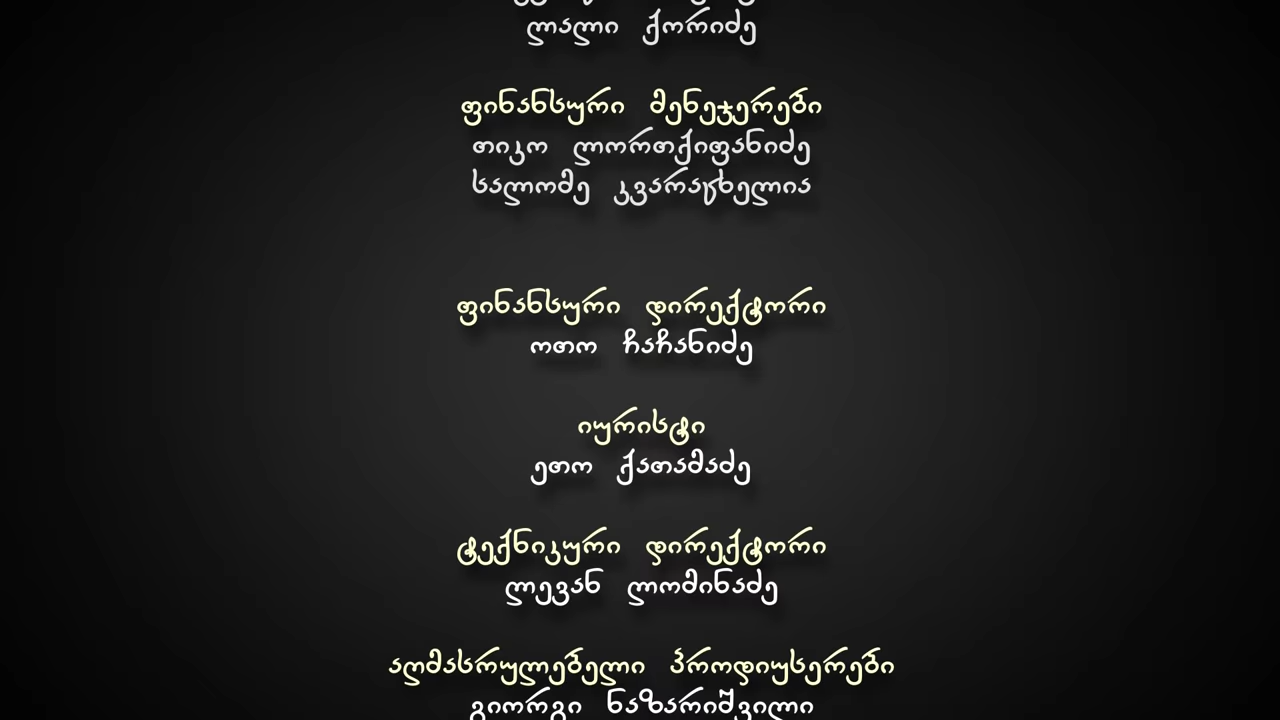 ლალი ქორიძე
ფინანსური მენეჯერები
თიკო ლორთქიფანიძე
სალომე კვარაცხელია
ფინანსური დირექტორი
ოთო ჩაჩანიძე
იურისტი
ეთო ქათამაძე
ტექნიკური დირექტორი
ლევან ლომინაძე
აღმასრულებელი პროდიუსერები
გიორგი ნაზარიშვილი